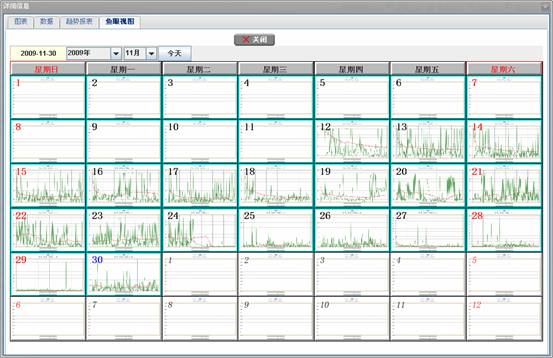 详细信息
图表 数据 趋势报表 鱼眼视图
关闭
2009-11-30 2009年 11月 今天
星期日 星期一 星期二 星期三 星期四 星期五 星期六
1 2 3 4 5 6 7
8 9 10 11 12 13 14
15 16 17 18 19 20 21
22 23 24 25 26 27 28
29 30 1 2 3 4 5
6 7 8 9 10 11 12